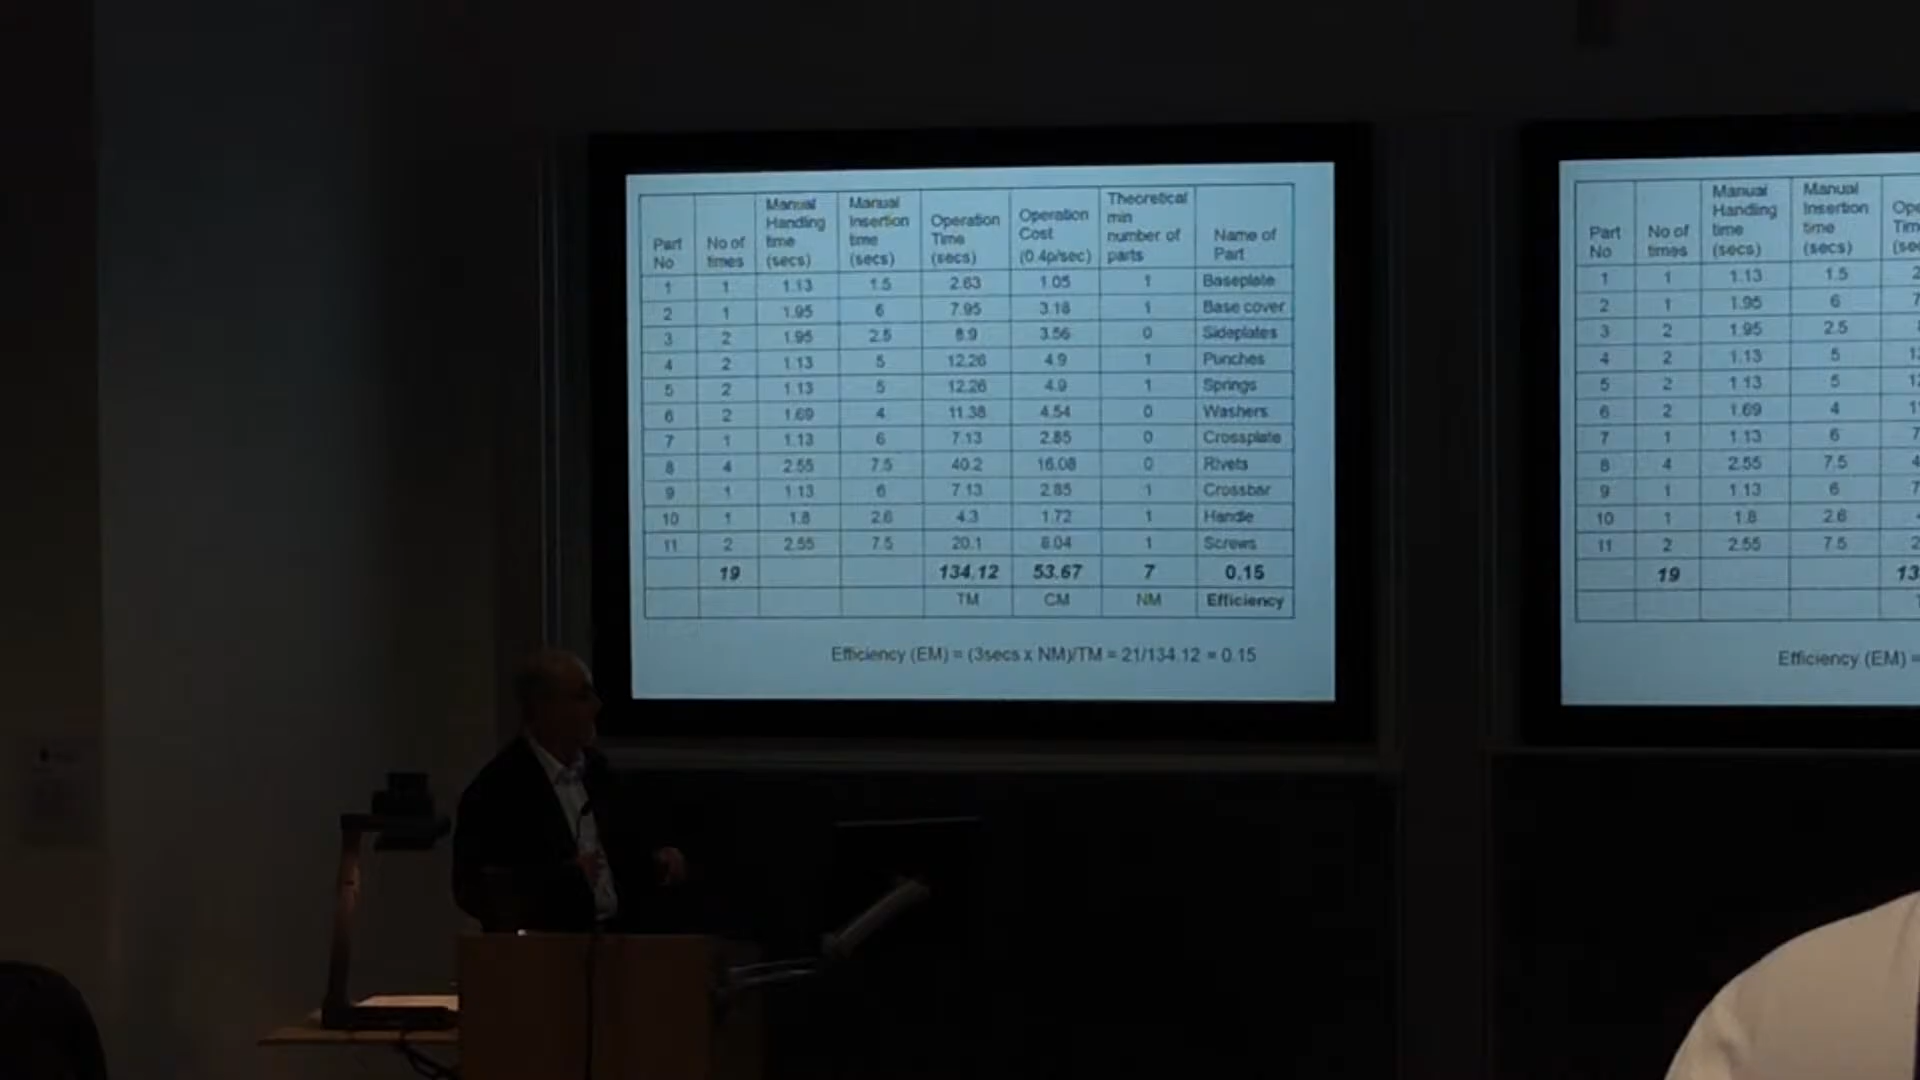 Part No | No of times | Manual Handing time (secs) | Manual Insertion time (secs) | Operation Time (secs) | Operation Cost (0.4p/sec) | Theoretical min number of parts | Name of Part
1 | 1 | 1.13 | 1.5 | 2.63 | 1.05 | 1 | Baseplate
2 | 1 | 1.95 | 6 | 7.95 | 3.18 | 1 | Base cover
3 | 2 | 1.95 | 2.5 | 8.9 | 3.56 | 0 | Sideplates
4 | 2 | 1.13 | 5 | 12.26 | 4.9 | 1 | Punches
5 | 2 | 1.13 | 5 | 12.26 | 4.9 | 1 | Springs
6 | 2 | 1.69 | 4 | 11.38 | 4.54 | 0 | Washers
7 | 1 | 1.13 | 6 | 7.13 | 2.85 | 0 | Crossplate
8 | 4 | 2.55 | 7.5 | 40.2 | 16.08 | 0 | Rivets
9 | 1 | 1.13 | 6 | 7.13 | 2.85 | 1 | Crossbar
10 | 1 | 1.8 | 2.6 | 4.3 | 1.72 | 1 | Handle
11 | 2 | 2.55 | 7.5 | 20.1 | 8.04 | 1 | Screws
19 | 134.12 | 53.67 | 7 | 0.15
TM | CM | NM | Efficiency
Efficiency (EM) = (3secs x NM)/TM = 21/134.12 = 0.15
Part No | No of times | Manual Handing time (secs) | Manual Insertion time (secs)
1 | 1 | 1.13 | 1.5
2 | 1 | 1.95 | 6
3 | 2 | 1.95 | 2.5
4 | 2 | 1.13 | 5
5 | 2 | 1.13 | 5
6 | 2 | 1.69 | 4
7 | 1 | 1.13 | 6
8 | 4 | 2.55 | 7.5
9 | 1 | 1.13 | 6
10 | 1 | 1.8 | 2.6
11 | 2 | 2.55 | 7.5
19 | 13
Efficiency (EM) =